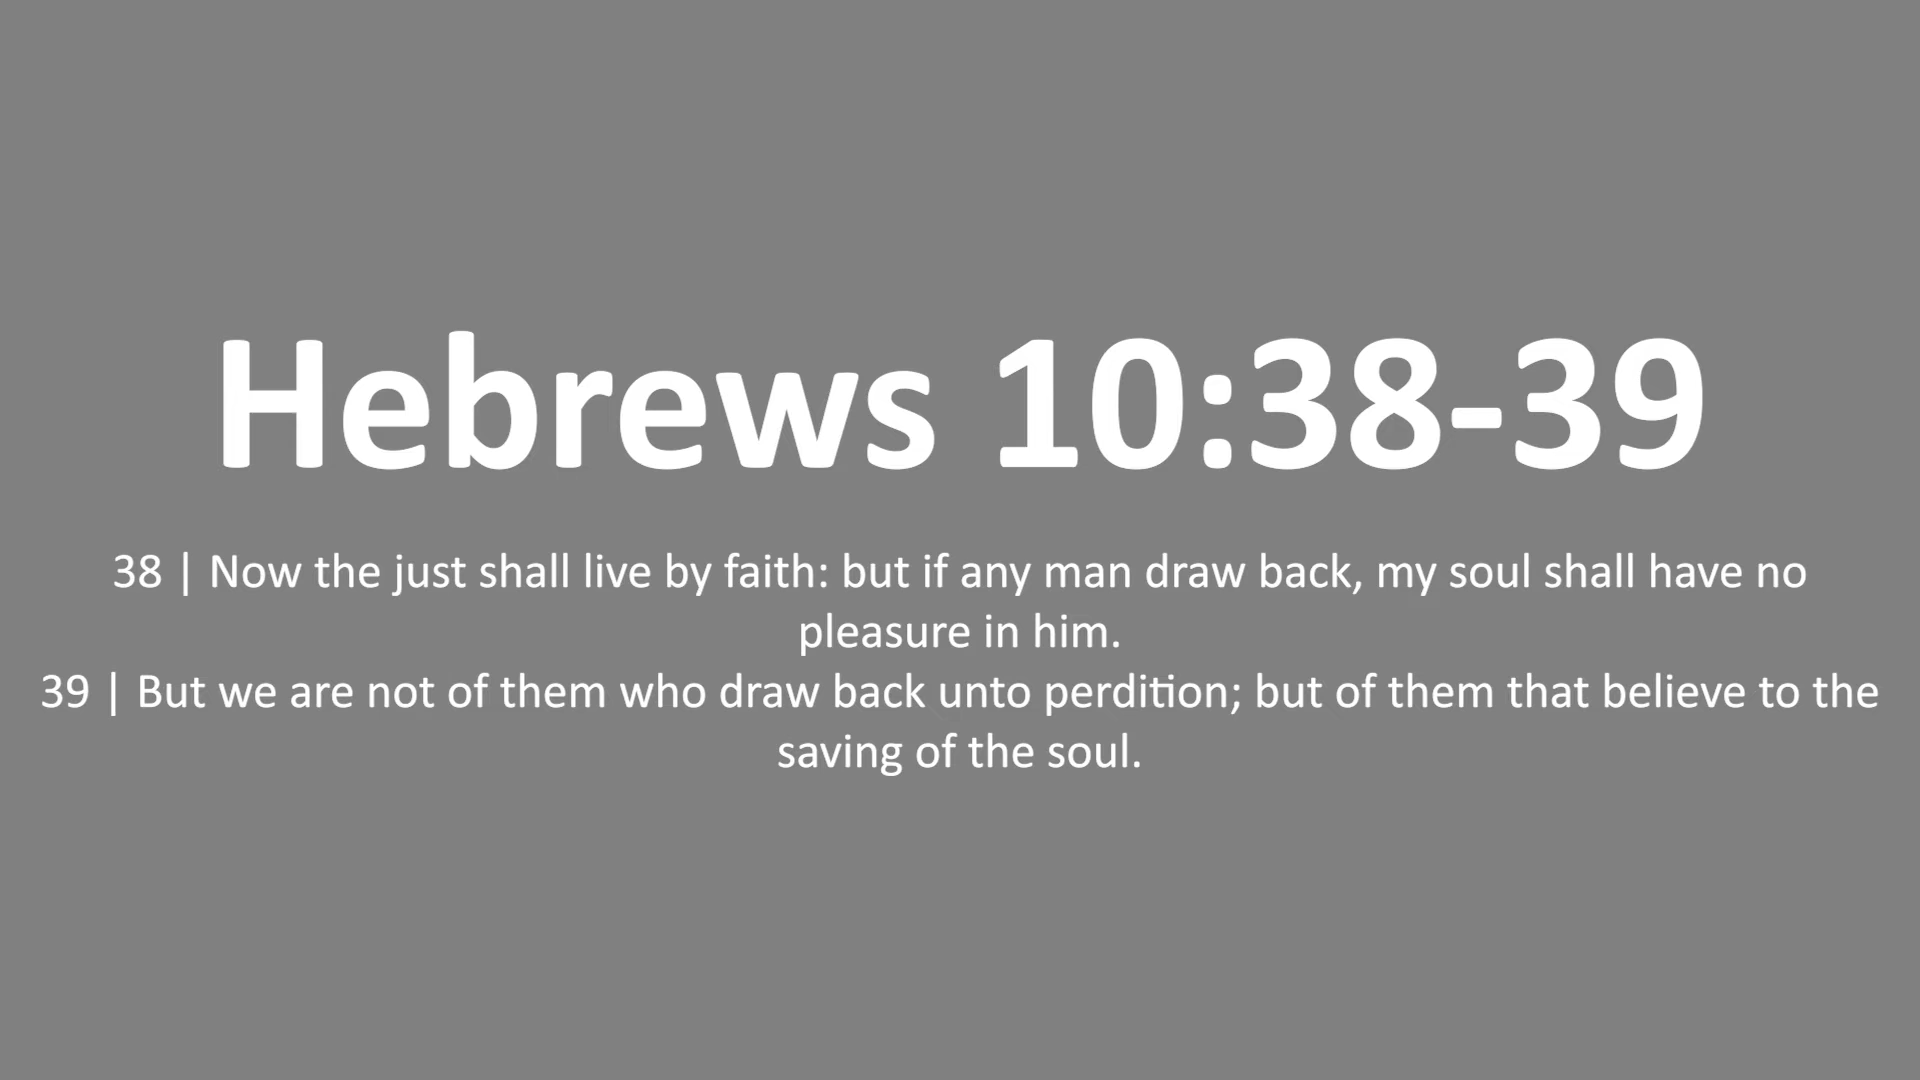 Hebrews 10:38-39
38 | Now the just shall live by faith: but if any man draw back, my soul shall have no
pleasure in him.
39 | But we are not of them who draw back unto perdition; but of them that believe to the
saving of the soul.